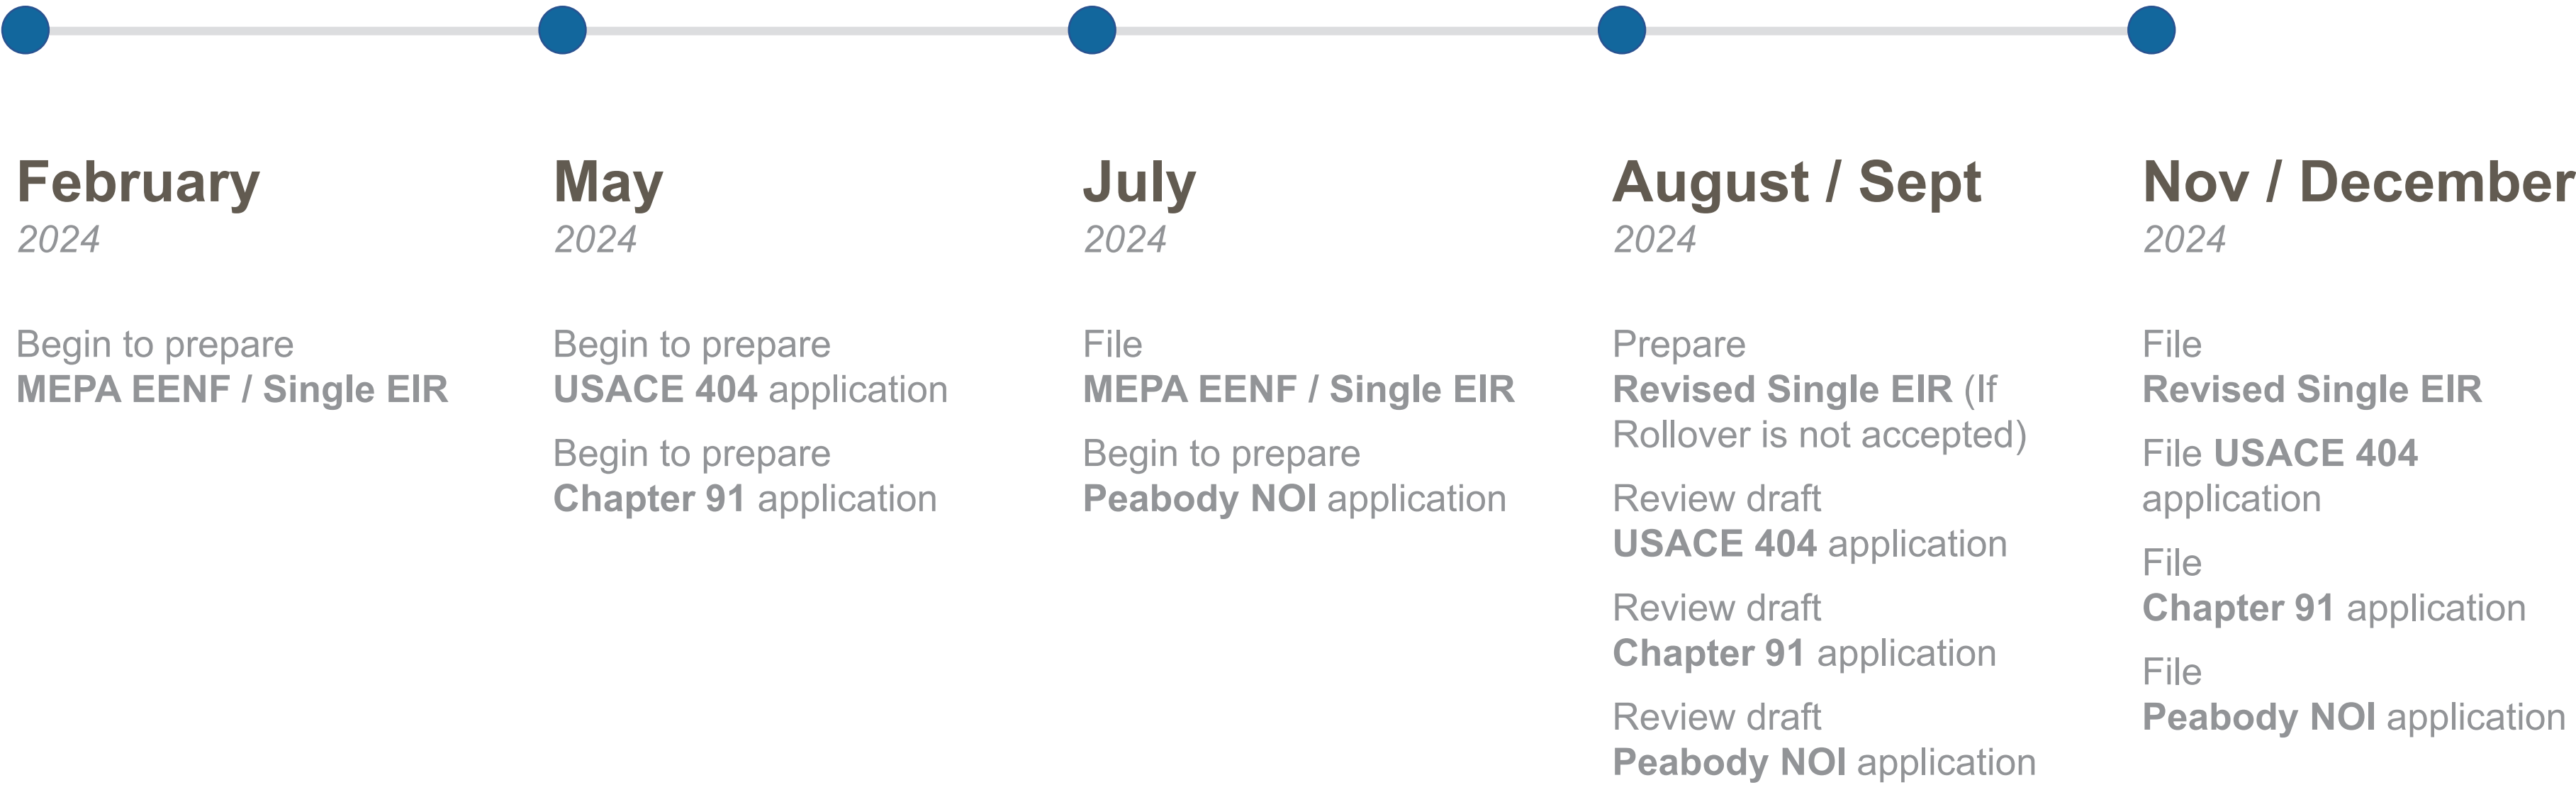 February
2024
Begin to prepare
MEPA EENF / Single EIR
May
2024
Begin to prepare
USACE 404 application
Begin to prepare
Chapter 91 application
July
2024
File
MEPA EENF / Single EIR
Begin to prepare
Peabody NOI application
August / Sept
2024
Prepare
Revised Single EIR (If
Rollover is not accepted)
Review draft
USACE 404 application
Review draft
Chapter 91 application
Review draft
Peabody NOI application
Nov / December
2024
File
Revised Single EIR
File USACE 404
application
File
Chapter 91 application
File
Peabody NOI application